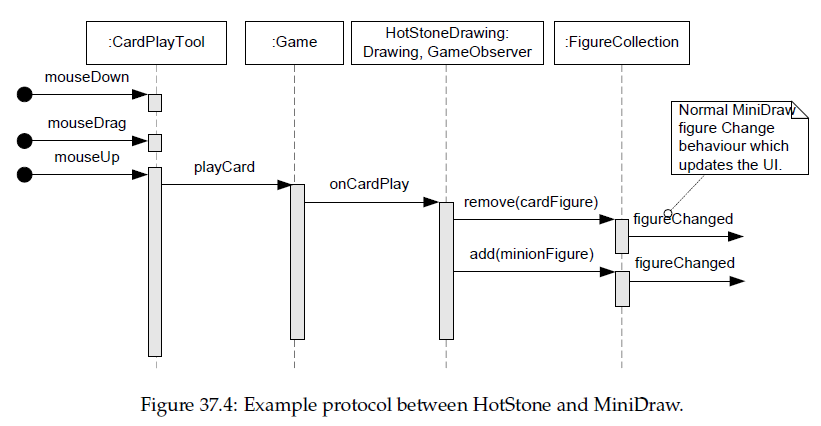 :CardPlayTool
:Game
HotStoneDrawing:
Drawing, GameObserver
:FigureCollection
mouseDown
mouseDrag
mouseUp
playCard
onCardPlay
remove(cardFigure)
figureChanged
add(minionFigure)
figureChanged
Normal MiniDraw
figure Change
behaviour which
updates the UI.
Figure 37.4: Example protocol between HotStone and MiniDraw.